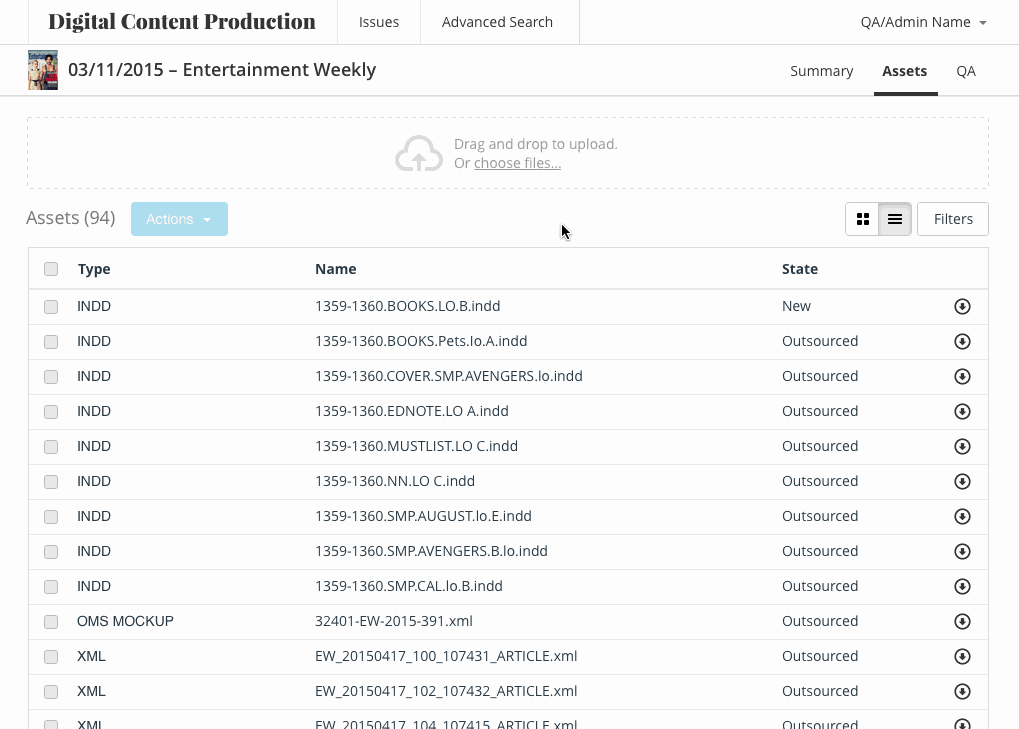 Digital Content Production Issues Advanced Search QA/Admin Name
03/11/2015 – Entertainment Weekly Summary Assets QA
Drag and drop to upload.
Or choose files...
Assets (94) Actions Filters
Type Name State
INDD 1359-1360.BOOKS.LO.B.indd New
INDD 1359-1360.BOOKS.Pets.lo.A.indd Outsourced
INDD 1359-1360.COVER.SMP.AVENGERS.lo.indd Outsourced
INDD 1359-1360.EDNOTE.LO A.indd Outsourced
INDD 1359-1360.MUSTLIST.LO C.indd Outsourced
INDD 1359-1360.NN.LO C.indd Outsourced
INDD 1359-1360.SMP.AUGUST.lo.E.indd Outsourced
INDD 1359-1360.SMP.AVENGERS.B.lo.indd Outsourced
INDD 1359-1360.SMP.CAL.lo.B.indd Outsourced
OMS MOCKUP 32401-EW-2015-391.xml Outsourced
XML EW_20150417_100_107431_ARTICLE.xml Outsourced
XML EW_20150417_102_107432_ARTICLE.xml Outsourced
XML EW_20150417_104_107415_ARTICLE.xml Outsourced